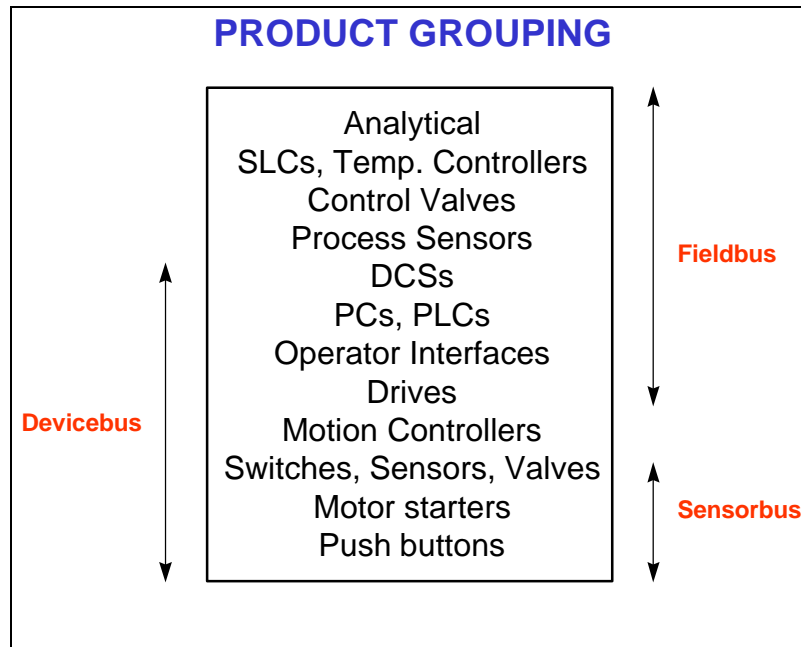 PRODUCT GROUPING
Analytical
SLCs, Temp. Controllers
Control Valves
Process Sensors
DCSs
PCs, PLCs
Operator Interfaces
Drives
Motion Controllers
Switches, Sensors, Valves
Motor starters
Push buttons
Devicebus
Fieldbus
Sensorbus